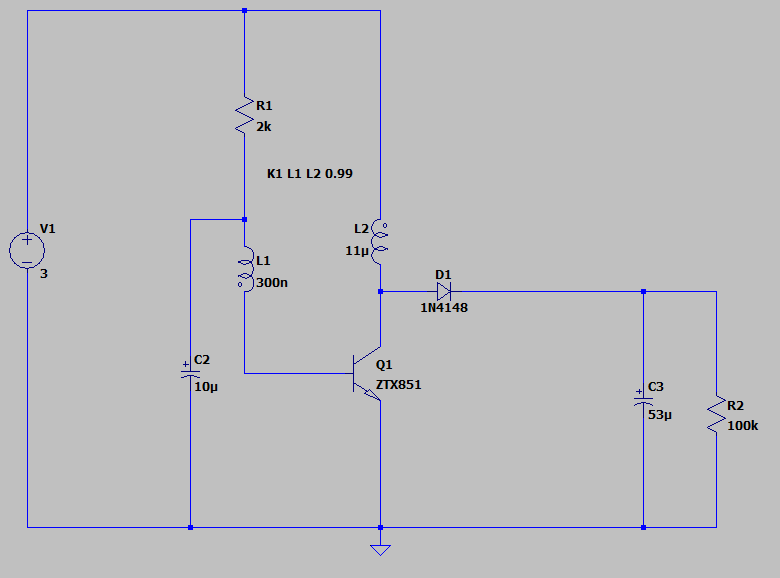 R1
2k
K1 L1 L2 0.99
V1
3
L2
11µ
L1
300n
D1
1N4148
C2
10µ
Q1
ZTX851
C3
53µ
R2
100k